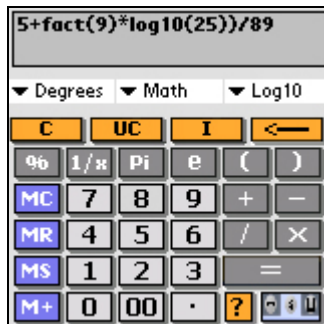 5+fact(9)*log10(25))/89
Degrees Math Log10
C UC I <—
% 1/x Pi e ( )
MC 7 8 9 + −
MR 4 5 6 / ×
MS 1 2 3 =
M+ 0 00 . ?